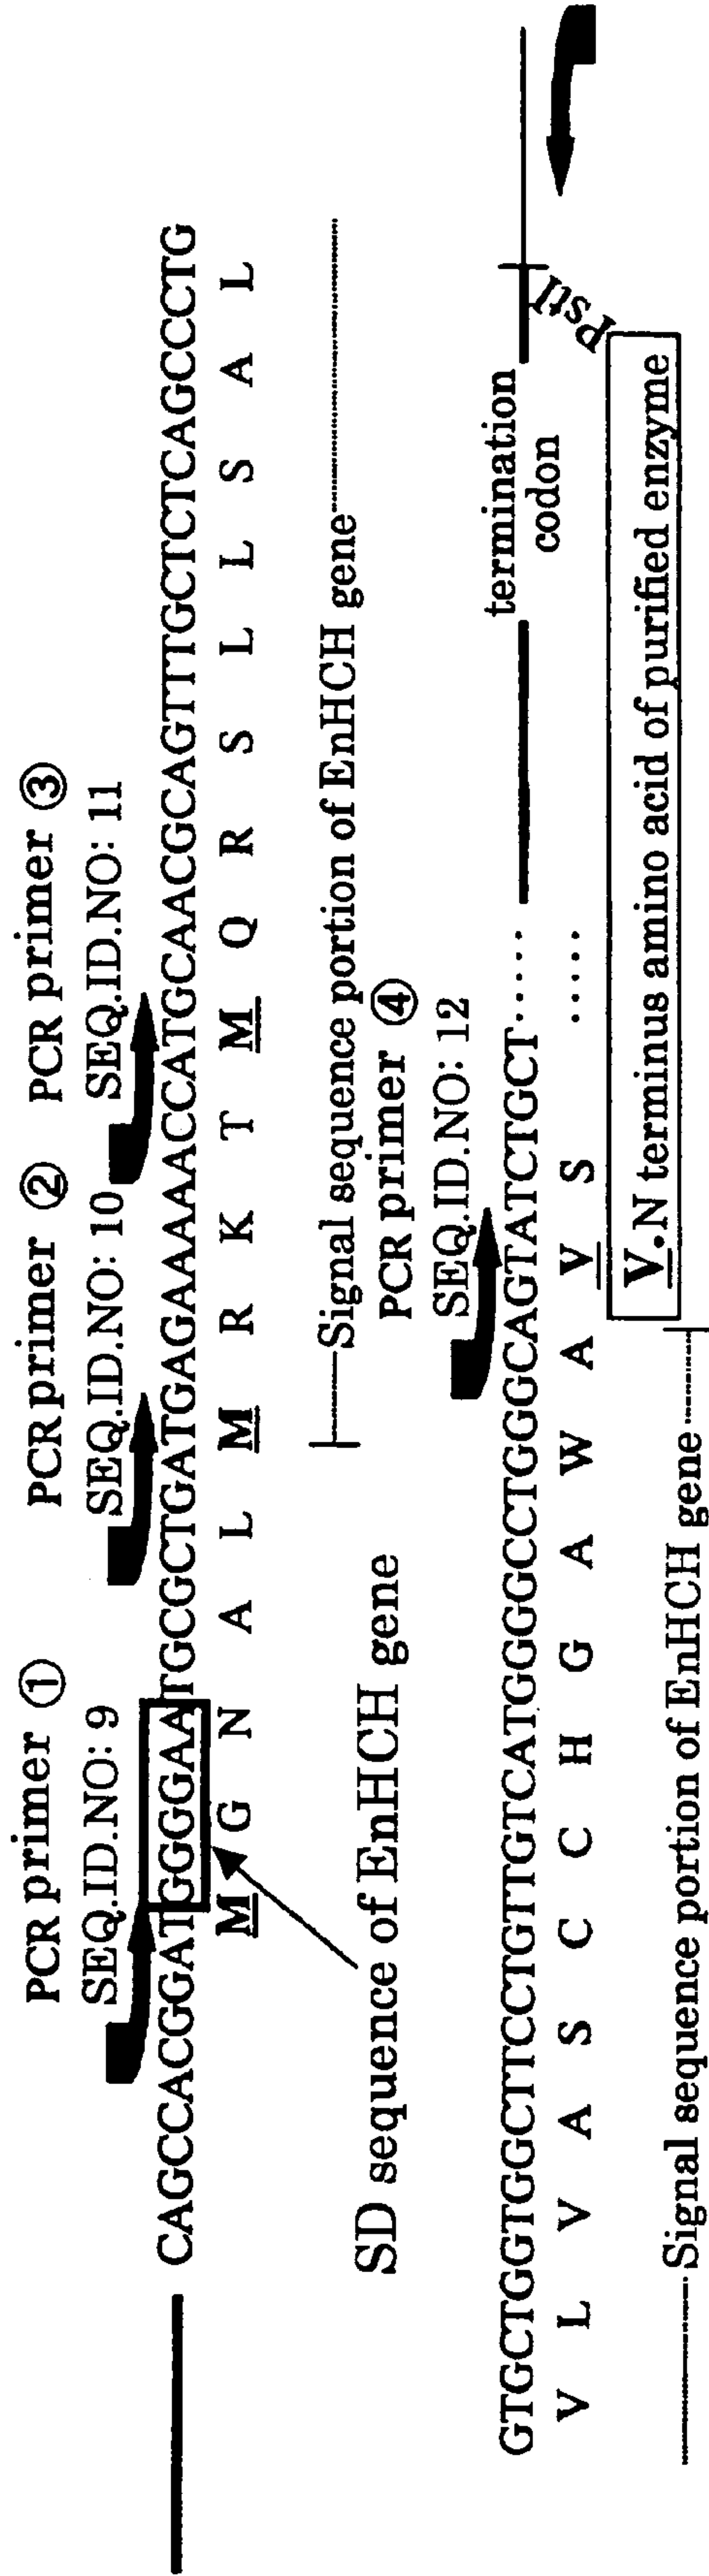 PCR primer ① PCR primer ② PCR primer ③
SEQ.ID.NO: 9 SEQ.ID.NO: 10 SEQ.ID.NO: 11
CAGCCACGGATGGGGAATGCGCTGATGAGAAAAACCATGCAACGCAGTTTGCTCTCAGCCCTG
M G N A L M R K T M Q R S L L S A L
SD sequence of EnHCH gene
Signal sequence portion of EnHCH gene
PCR primer ④
SEQ.ID.NO: 12
GTGCTGGTGGCTTCCTGTTGTCATGGGGCCTGGGCAGTATCTGCT.....
V L V A S C C H G A W A V S .....
termination
codon
PstI
Signal sequence portion of EnHCH gene
V.N terminus amino acid of purified enzyme